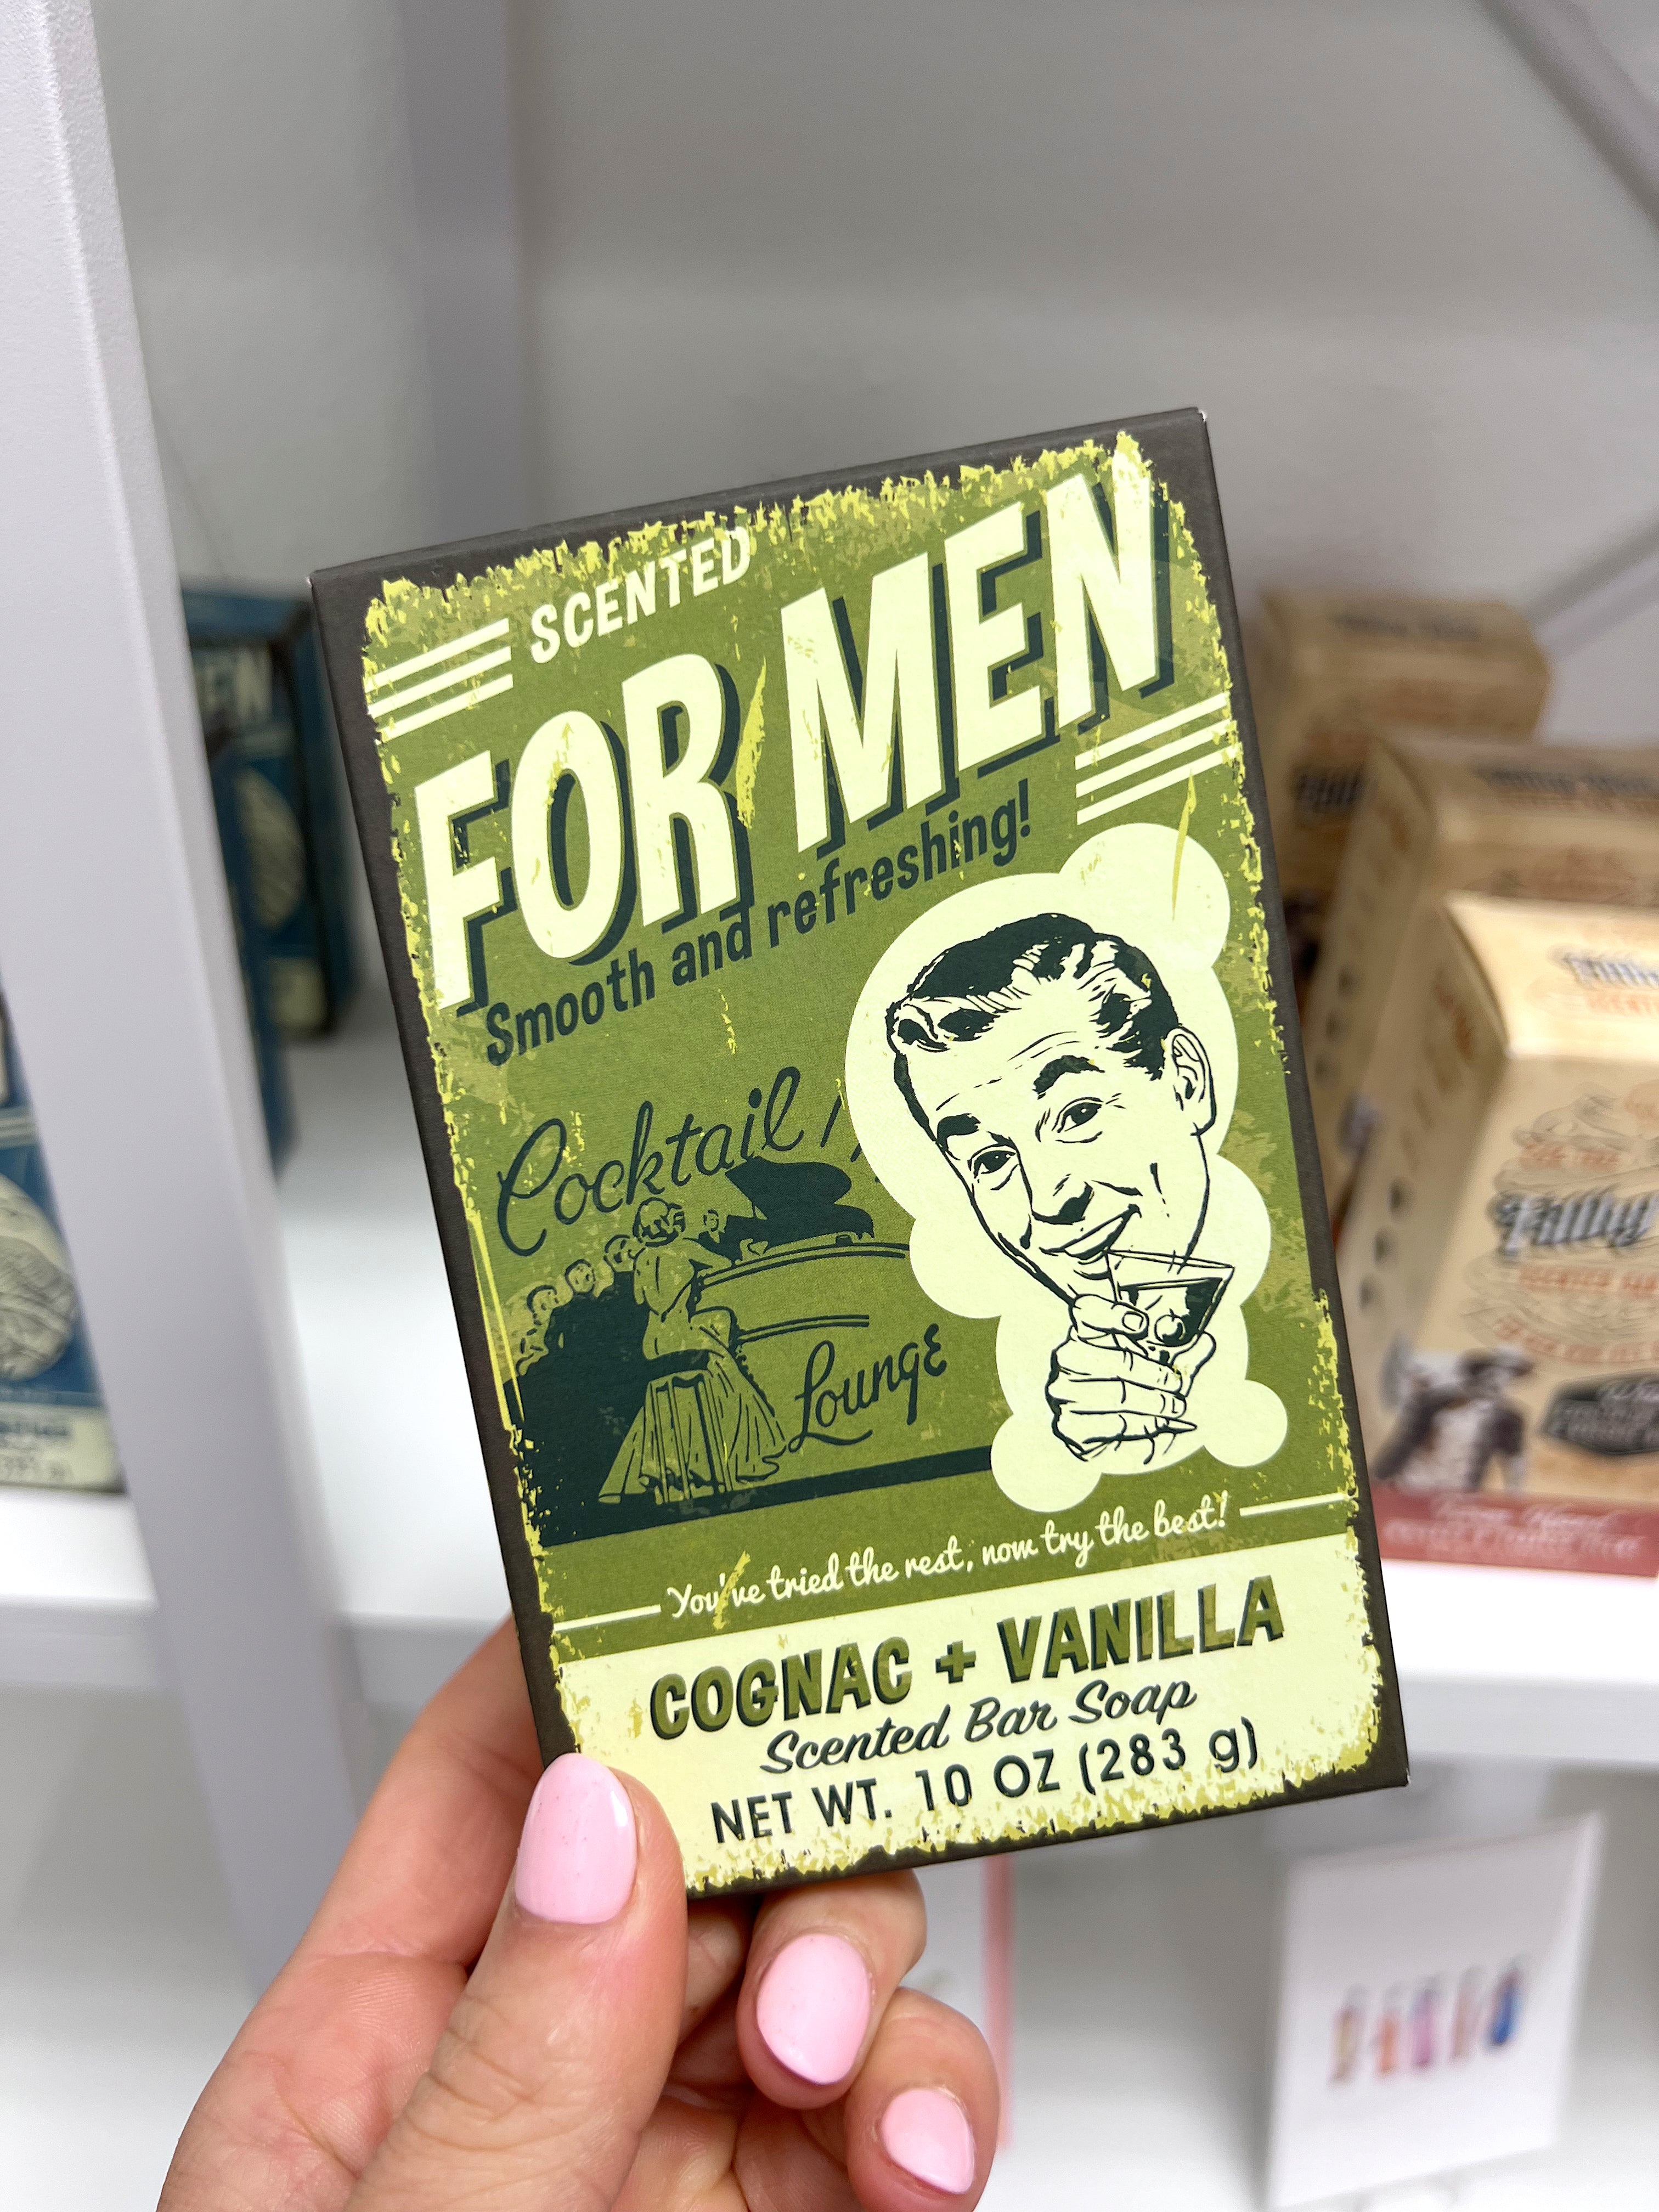 SCENTED
FOR MEN
Smooth and refreshing!
Cocktail
Lounge
You've tried the rest, now try the best!
COGNAC + VANILLA
Scented Bar Soap
NET WT. 10 OZ (283 g)